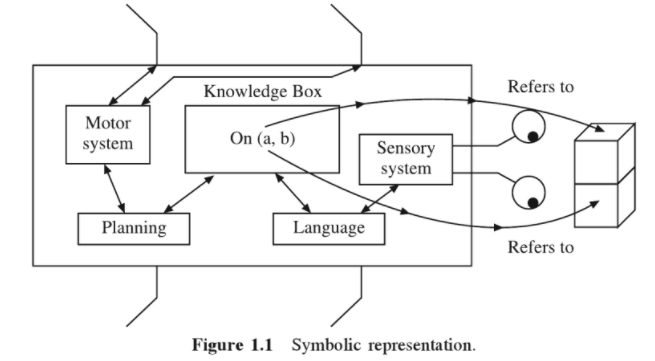 Refers to
Knowledge Box
Motor
system
On (a, b)
Sensory
system
Planning
Language
Refers to
Figure 1.1 Symbolic representation.